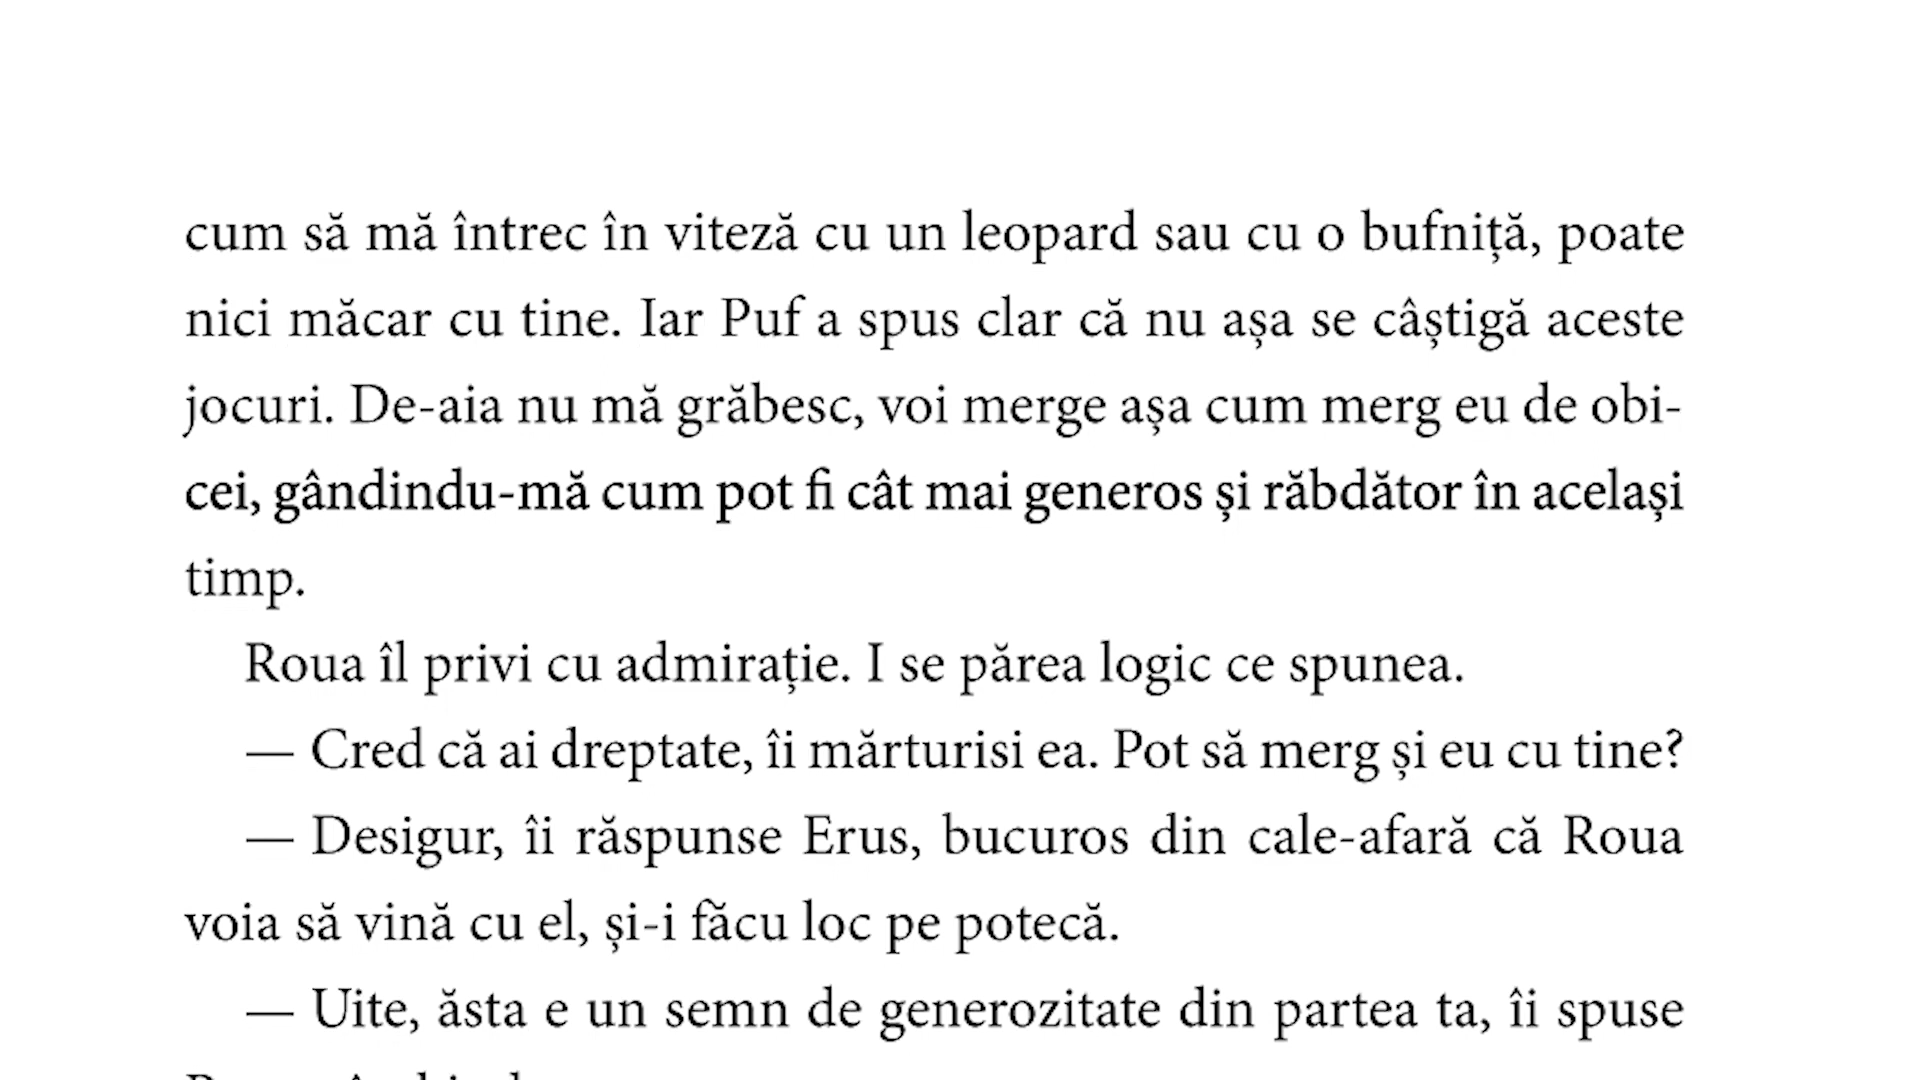 cum să mă întrec în viteză cu un leopard sau cu o bufniță, poate
nici măcar cu tine. Iar Puf a spus clar că nu așa se câștigă aceste
jocuri. De-aia nu mă grăbesc, voi merge așa cum merg eu de obi-
cei, gândindu-mă cum pot fi cât mai generos și răbdător în același
timp.
Roua îl privi cu admirație. I se părea logic ce spunea.
— Cred că ai dreptate, îi mărturisi ea. Pot să merg și eu cu tine?
— Desigur, îi răspunse Erus, bucuros din cale-afară că Roua
voia să vină cu el, și-i făcu loc pe potecă.
— Uite, ăsta e un semn de generozitate din partea ta, îi spuse